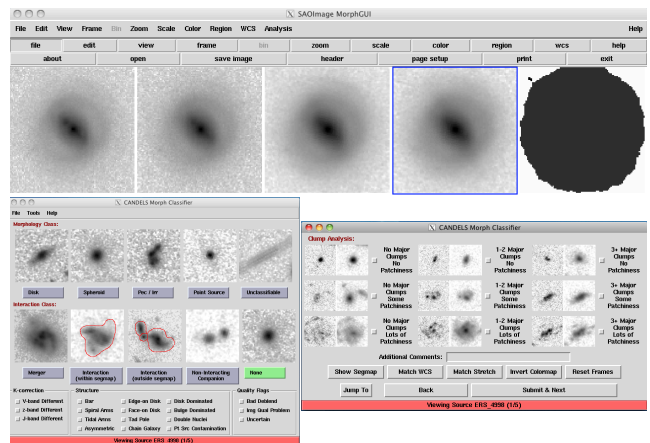 SAOImage MorphGUI
File Edit View Frame Bin Zoom Scale Color Region WCS Analysis Help
file edit view frame bin zoom scale color region wcs help
about open save image header page setup print exit
CANDELS Morph Classifier
File Tools Help
Morphology Class:
Disk Spheroid Pec / Irr Point Source Unclassifiable
Interaction Class:
Merger Interaction (within segmap) Interaction (outside segmap) Non-Interacting Companion None
K-correction Structure Quality Flags
V-band Different Bar Edge-on Disk Disk Dominated Bad Deblend
z-band Different Spiral Arms Face-on Disk Bulge Dominated Img Qual Problem
J-band Different Tidal Arms Tad Pole Double Nuclei Uncertain
Asymmetric Chain Galaxy Pt Src Contamination
Viewing Source ERS_4998 (1/5)
CANDELS Morph Classifier
Clump Analysis:
No Major Clumps No Patchiness
1-2 Major Clumps No Patchiness
3+ Major Clumps No Patchiness
No Major Clumps Some Patchiness
1-2 Major Clumps Some Patchiness
3+ Major Clumps Some Patchiness
No Major Clumps Lots of Patchiness
1-2 Major Clumps Lots of Patchiness
3+ Major Clumps Lots of Patchiness
Additional Comments:
Show Segmap Match WCS Match Stretch Invert Colormap Reset Frames
Jump To Back Submit & Next
Viewing Source ERS_4998 (1/5)